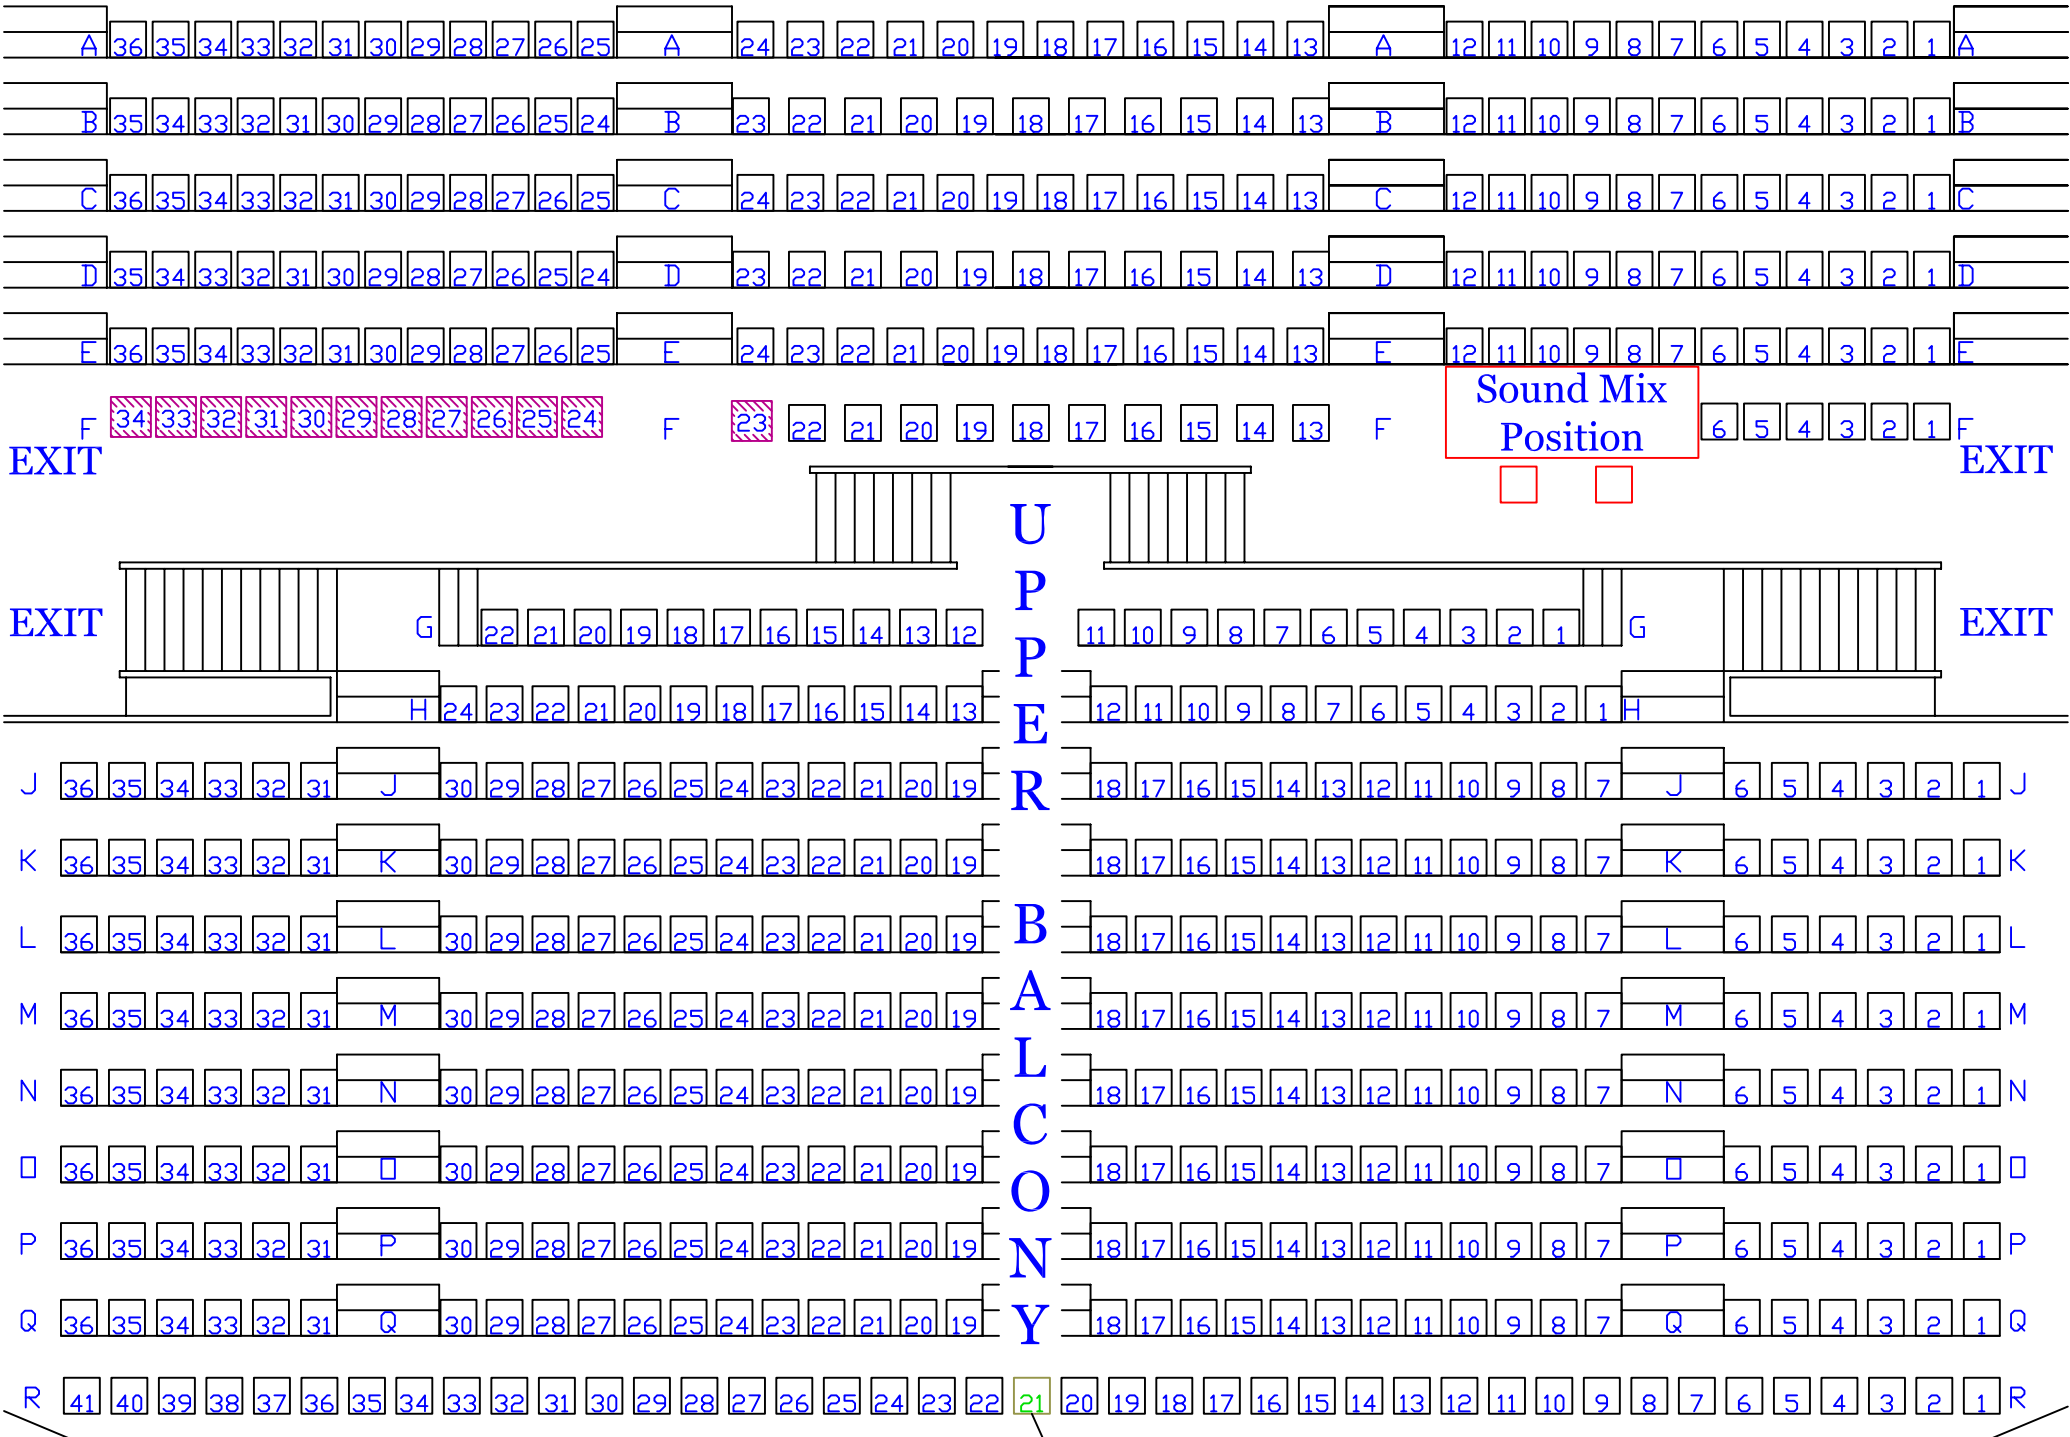 A 36 35 34 33 32 31 30 29 28 27 26 25 A 24 23 22 21 20 19 18 17 16 15 14 13 A 12 11 10 9 8 7 6 5 4 3 2 1 A
B 35 34 33 32 31 30 29 28 27 26 25 24 B 23 22 21 20 19 18 17 16 15 14 13 B 12 11 10 9 8 7 6 5 4 3 2 1 B
C 36 35 34 33 32 31 30 29 28 27 26 25 C 24 23 22 21 20 19 18 17 16 15 14 13 C 12 11 10 9 8 7 6 5 4 3 2 1 C
D 35 34 33 32 31 30 29 28 27 26 25 24 D 23 22 21 20 19 18 17 16 15 14 13 D 12 11 10 9 8 7 6 5 4 3 2 1 D
E 36 35 34 33 32 31 30 29 28 27 26 25 E 24 23 22 21 20 19 18 17 16 15 14 13 E 12 11 10 9 8 7 6 5 4 3 2 1 E
F 34 33 32 31 30 29 28 27 26 25 24 F 23 22 21 20 19 18 17 16 15 14 13 F
Sound Mix
Position
6 5 4 3 2 1 F
EXIT EXIT
UPPER BALCONY
EXIT G 22 21 20 19 18 17 16 15 14 13 12 11 10 9 8 7 6 5 4 3 2 1 G EXIT
H 24 23 22 21 20 19 18 17 16 15 14 13 12 11 10 9 8 7 6 5 4 3 2 1 H
J 36 35 34 33 32 31 J 30 29 28 27 26 25 24 23 22 21 20 19 18 17 16 15 14 13 12 11 10 9 8 7 J 6 5 4 3 2 1 J
K 36 35 34 33 32 31 K 30 29 28 27 26 25 24 23 22 21 20 19 18 17 16 15 14 13 12 11 10 9 8 7 K 6 5 4 3 2 1 K
L 36 35 34 33 32 31 L 30 29 28 27 26 25 24 23 22 21 20 19 18 17 16 15 14 13 12 11 10 9 8 7 L 6 5 4 3 2 1 L
M 36 35 34 33 32 31 M 30 29 28 27 26 25 24 23 22 21 20 19 18 17 16 15 14 13 12 11 10 9 8 7 M 6 5 4 3 2 1 M
N 36 35 34 33 32 31 N 30 29 28 27 26 25 24 23 22 21 20 19 18 17 16 15 14 13 12 11 10 9 8 7 N 6 5 4 3 2 1 N
O 36 35 34 33 32 31 O 30 29 28 27 26 25 24 23 22 21 20 19 18 17 16 15 14 13 12 11 10 9 8 7 O 6 5 4 3 2 1 O
P 36 35 34 33 32 31 P 30 29 28 27 26 25 24 23 22 21 20 19 18 17 16 15 14 13 12 11 10 9 8 7 P 6 5 4 3 2 1 P
Q 36 35 34 33 32 31 Q 30 29 28 27 26 25 24 23 22 21 20 19 18 17 16 15 14 13 12 11 10 9 8 7 Q 6 5 4 3 2 1 Q
R 41 40 39 38 37 36 35 34 33 32 31 30 29 28 27 26 25 24 23 22 21 20 19 18 17 16 15 14 13 12 11 10 9 8 7 6 5 4 3 2 1 R